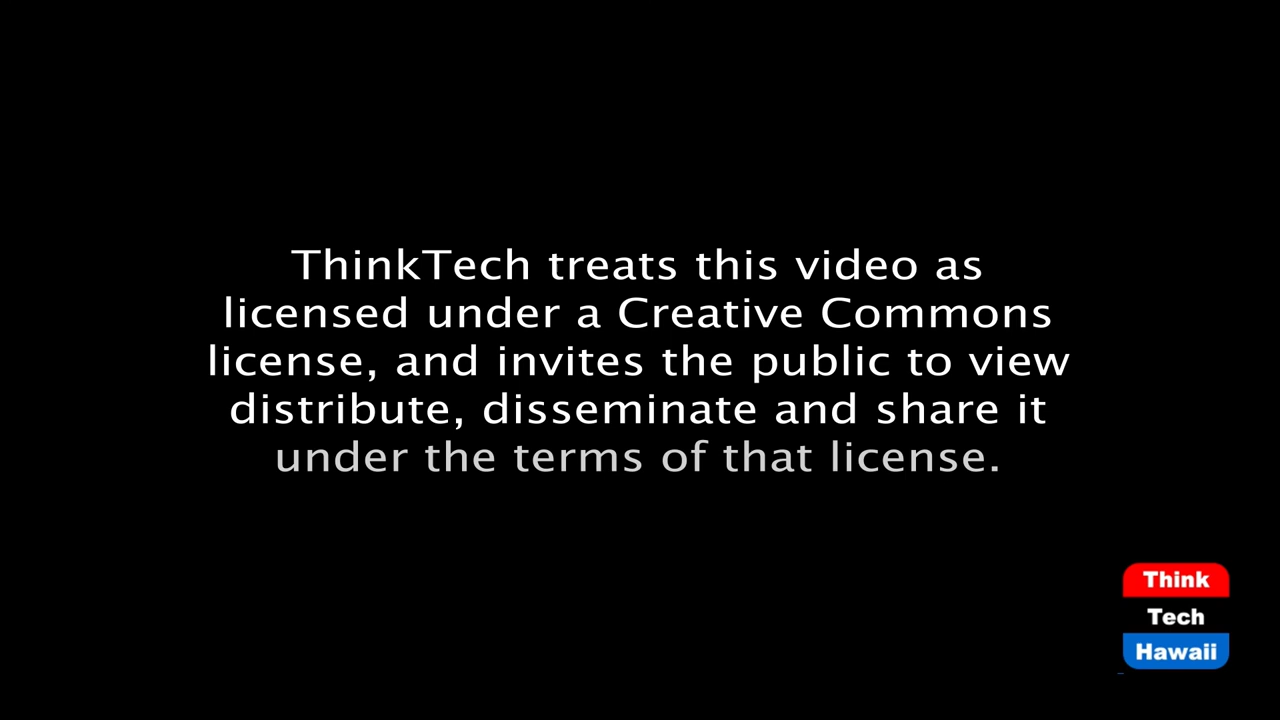 ThinkTech treats this video as
licensed under a Creative Commons
license, and invites the public to view
distribute, disseminate and share it
under the terms of that license.
Think
Tech
Hawaii